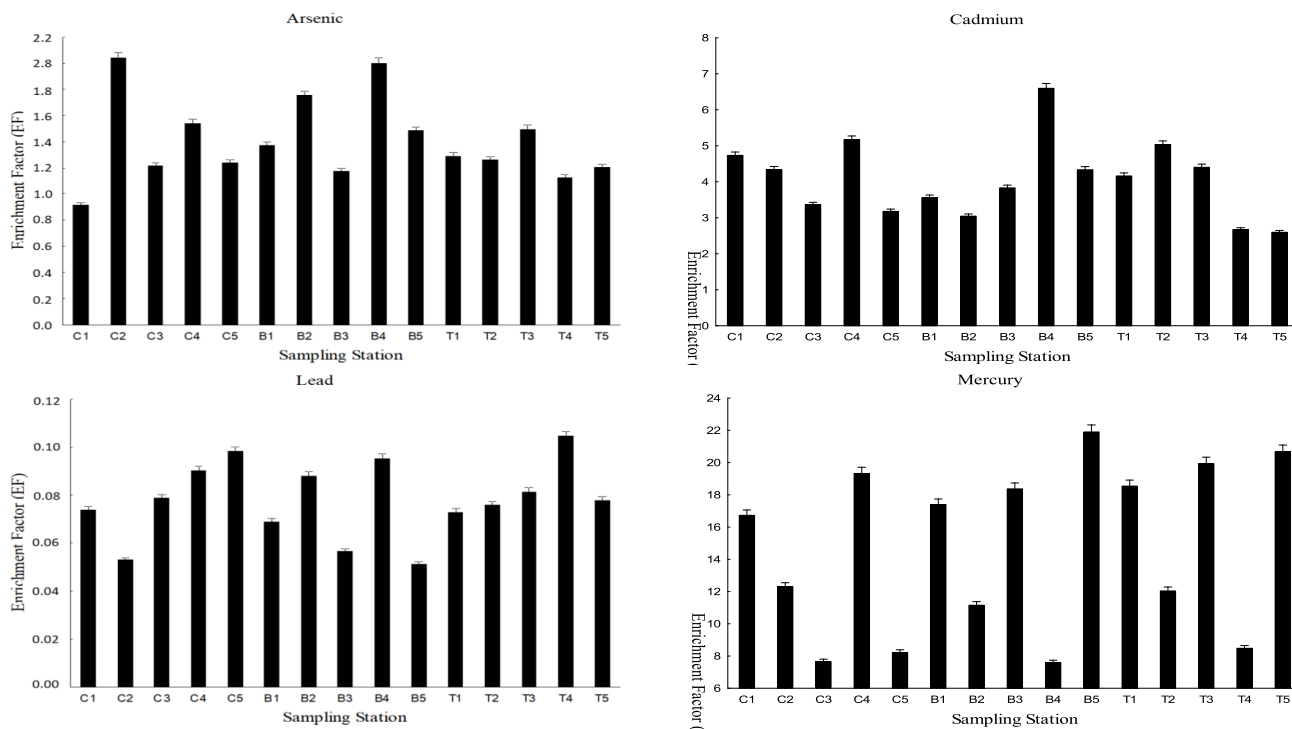 Arsenic
Enrichment Factor (EF)
2.2
2.8
1.8
1.6
1.4
1.2
1.0
0.8
0.6
0.4
0.2
0.0
C1 C2 C3 C4 C5 B1 B2 B3 B4 B5 T1 T2 T3 T4 T5
Sampling Station
Cadmium
Enrichment Factor (
8
7
6
5
4
3
2
1
0
C1 C2 C3 C4 C5 B1 B2 B3 B4 B5 T1 T2 T3 T4 T5
Sampling Station
Lead
Enrichment Factor (EF)
0.12
0.10
0.08
0.06
0.04
0.02
0.00
C1 C2 C3 C4 C5 B1 B2 B3 B4 B5 T1 T2 T3 T4 T5
Sampling Station
Mercury
Enrichment Factor (
24
22
20
18
16
14
12
10
8
6
C1 C2 C3 C4 C5 B1 B2 B3 B4 B5 T1 T2 T3 T4 T5
Sampling Station